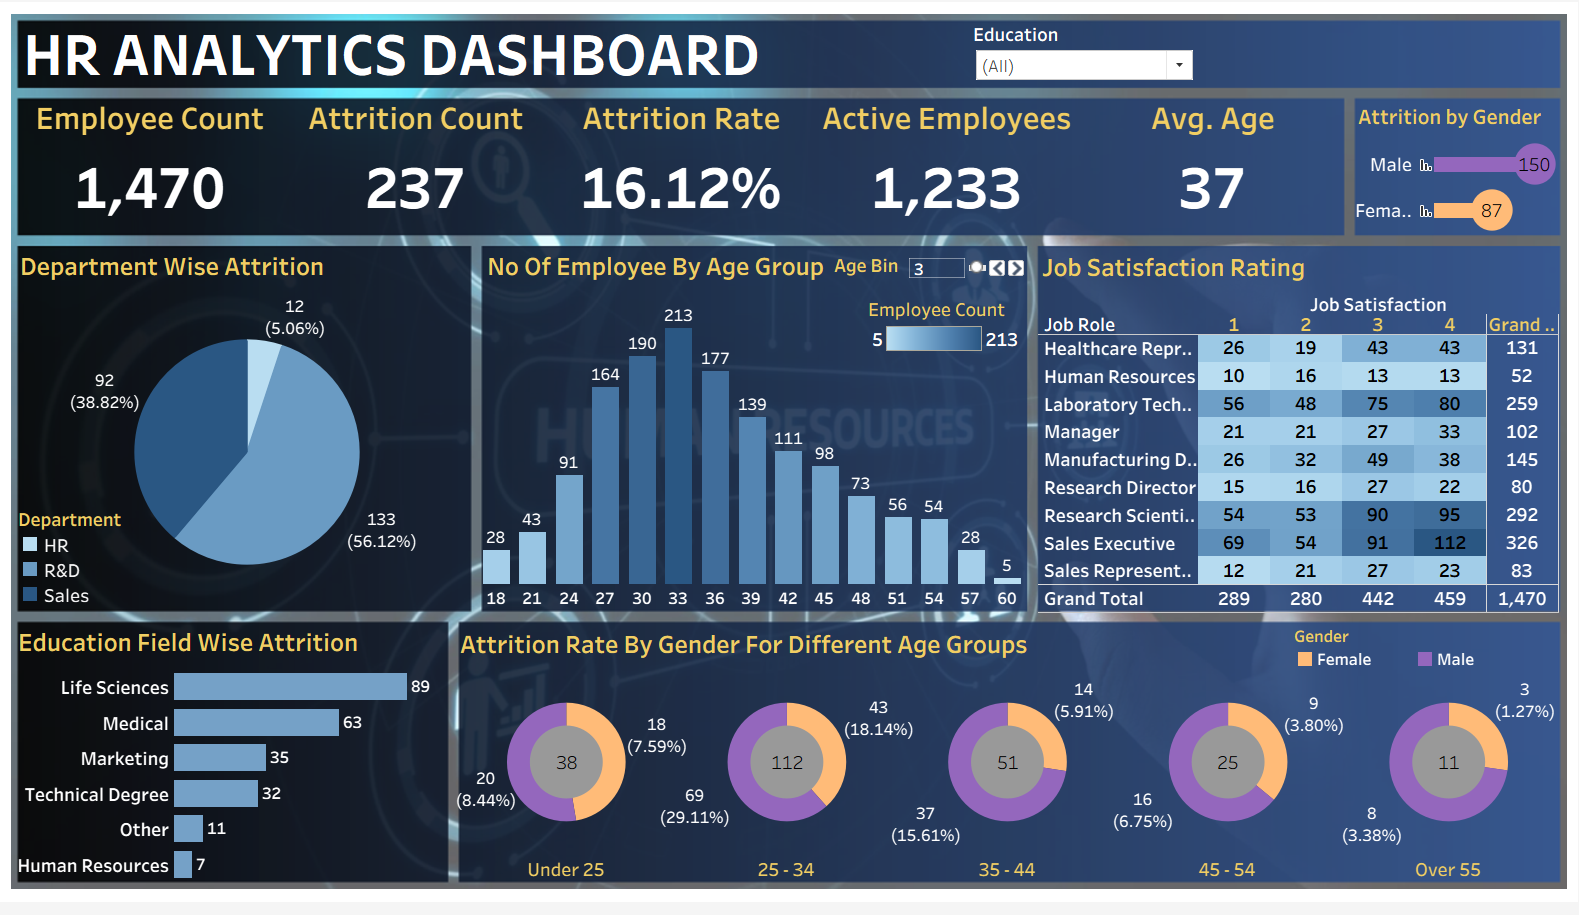 HR ANALYTICS DASHBOARD
Education
(All)
Employee Count
1,470
Attrition Count
237
Attrition Rate
16.12%
Active Employees
1,233
Avg. Age
37
Attrition by Gender
Male 150
Fema.. 87
Department Wise Attrition
12
(5.06%)
92
(38.82%)
133
(56.12%)
Department
HR
R&D
Sales
No Of Employee By Age Group
Age Bin 3
Employee Count
5 213
28 43 91 164 190 213 177 139 111 98 73 56 54 28 5
18 21 24 27 30 33 36 39 42 45 48 51 54 57 60
HUMAN RESOURCES
Job Satisfaction Rating
Job Satisfaction
Job Role 1 2 3 4 Grand ..
Healthcare Repr.. 26 19 43 43 131
Human Resources 10 16 13 13 52
Laboratory Tech.. 56 48 75 80 259
Manager 21 21 27 33 102
Manufacturing D.. 26 32 49 38 145
Research Director 15 16 27 22 80
Research Scienti.. 54 53 90 95 292
Sales Executive 69 54 91 112 326
Sales Represent.. 12 21 27 23 83
Grand Total 289 280 442 459 1,470
Education Field Wise Attrition
Life Sciences 89
Medical 63
Marketing 35
Technical Degree 32
Other 11
Human Resources 7
Attrition Rate By Gender For Different Age Groups
Gender
Female Male
18
(7.59%)
38
20
(8.44%)
Under 25
43
(18.14%)
112
69
(29.11%)
25 - 34
14
(5.91%)
51
37
(15.61%)
35 - 44
9
(3.80%)
25
16
(6.75%)
45 - 54
3
(1.27%)
11
8
(3.38%)
Over 55